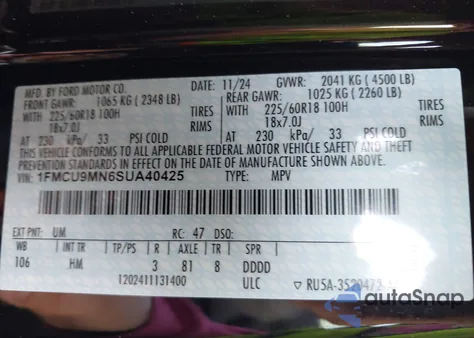 MFD. BY FORD MOTOR CO.
DATE: 11/24 GVWR: 2041 KG ( 4500 LB)
FRONT GAWR: 1065 KG ( 2348 LB) REAR GAWR: 1025 KG ( 2260 LB)
WITH 225/60R18 100H TIRES 225/60R18 100H TIRES
18x7.0J RIMS 18x7.0J RIMS
AT 230 kPa/ 33 PSI COLD AT 230 kPa/ 33 PSI COLD
THIS VEHICLE CONFORMS TO ALL APPLICABLE FEDERAL MOTOR VEHICLE SAFETY, BUMPER, AND THEFT
PREVENTION STANDARDS IN EFFECT ON THE DATE OF MANUFACTURE SHOWN ABOVE.
VIN: 1FMCU9MN6SUA40425 TYPE: MPV
EXT PNT: UM RC: 47 DSO:
WB INT TR TP/PS R AXLE TR SPR
106 HM 3 81 8 DDDD
1202411131400 ULC ▽ RU5A-3520472-
autoSnap